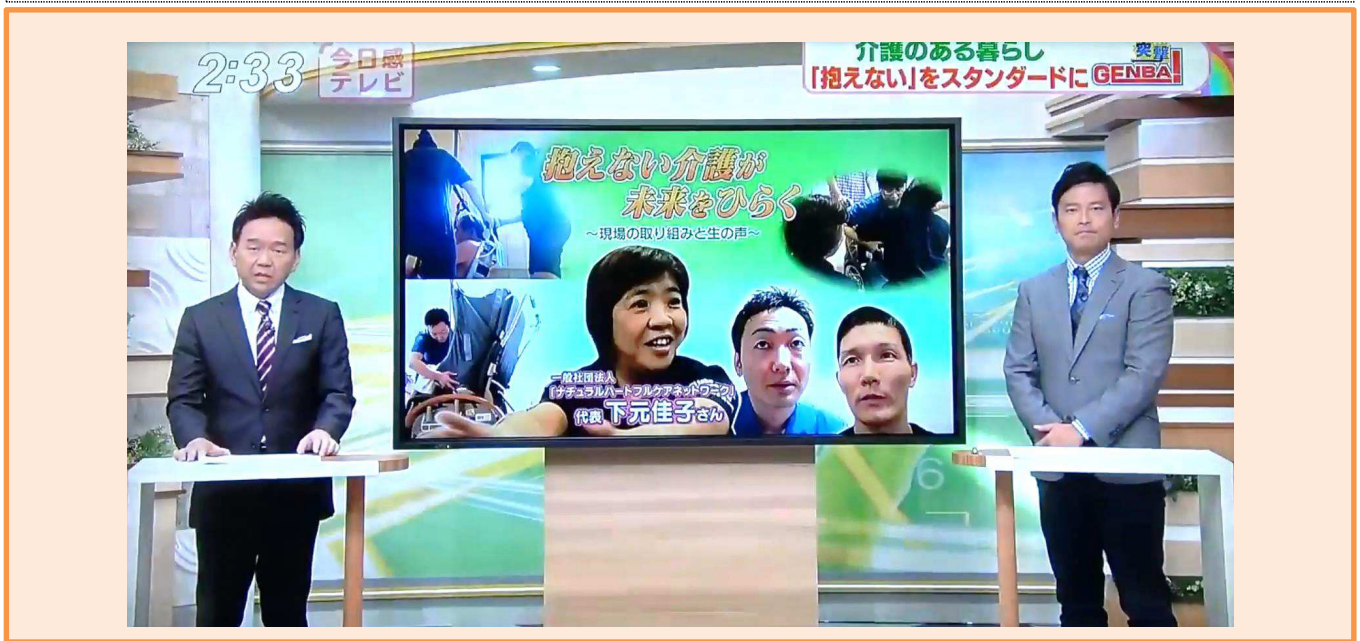 2:33
今日感
テレビ
介護のある暮らし
「抱えない」をスタンダードに
突撃
GENBA!
抱えない介護が
未来をひらく
～現場の取り組みと生の声～
一般社団法人
「ナチュラルハートフルケアネットワーク」
代表 下元佳子さん
6